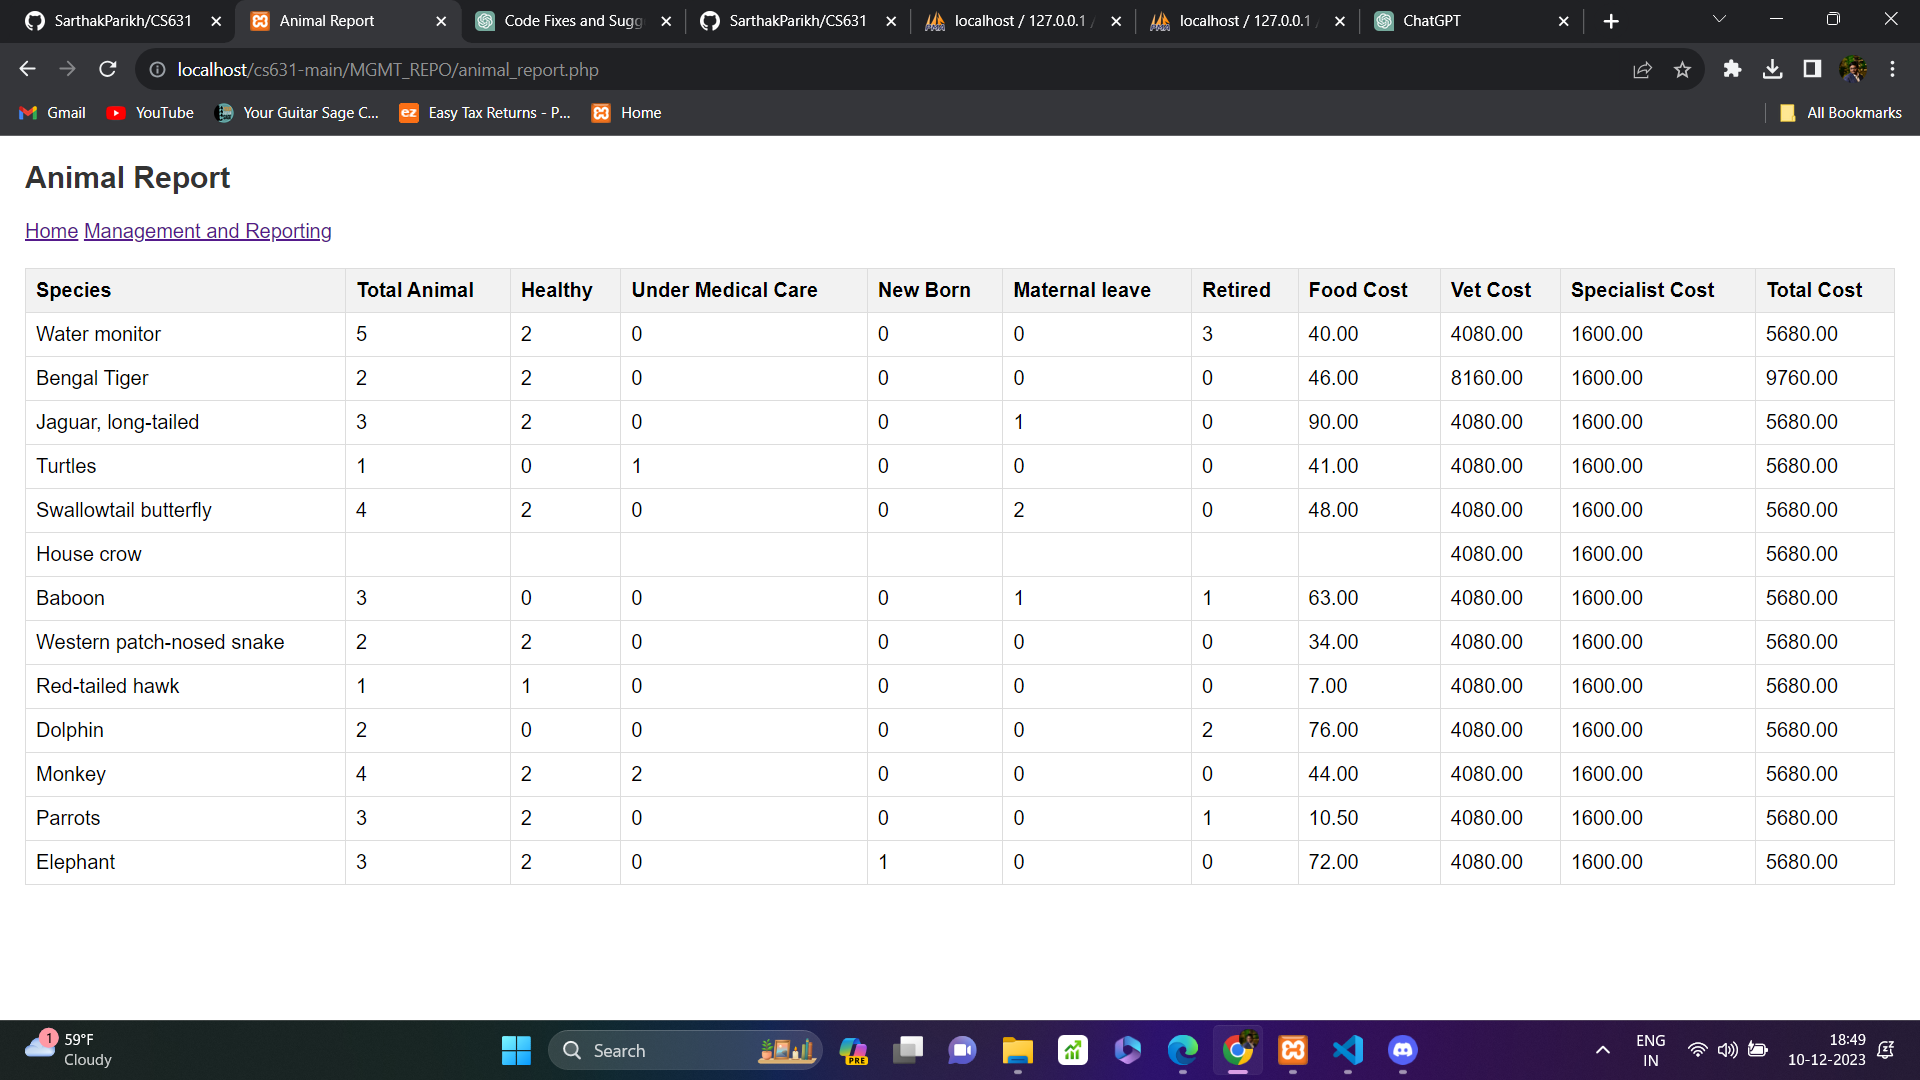 SarthakParikh/CS631
Animal Report
Code Fixes and Sugg
SarthakParikh/CS631
localhost / 127.0.0.1 /
localhost / 127.0.0.1 /
ChatGPT
localhost/cs631-main/MGMT_REPO/animal_report.php
Gmail
YouTube
Your Guitar Sage C...
ez Easy Tax Returns - P...
Home
All Bookmarks
Animal Report
Home Management and Reporting
Species Total Animal Healthy Under Medical Care New Born Maternal leave Retired Food Cost Vet Cost Specialist Cost Total Cost
Water monitor 5 2 0 0 0 3 40.00 4080.00 1600.00 5680.00
Bengal Tiger 2 2 0 0 0 0 46.00 8160.00 1600.00 9760.00
Jaguar, long-tailed 3 2 0 0 1 0 90.00 4080.00 1600.00 5680.00
Turtles 1 0 1 0 0 0 41.00 4080.00 1600.00 5680.00
Swallowtail butterfly 4 2 0 0 2 0 48.00 4080.00 1600.00 5680.00
House crow 4080.00 1600.00 5680.00
Baboon 3 0 0 0 1 1 63.00 4080.00 1600.00 5680.00
Western patch-nosed snake 2 2 0 0 0 0 34.00 4080.00 1600.00 5680.00
Red-tailed hawk 1 1 0 0 0 0 7.00 4080.00 1600.00 5680.00
Dolphin 2 0 0 0 0 2 76.00 4080.00 1600.00 5680.00
Monkey 4 2 2 0 0 0 44.00 4080.00 1600.00 5680.00
Parrots 3 2 0 0 0 1 10.50 4080.00 1600.00 5680.00
Elephant 3 2 0 1 0 0 72.00 4080.00 1600.00 5680.00
1
59°F
Cloudy
Search
PRE
ENG
IN
18:49
10-12-2023